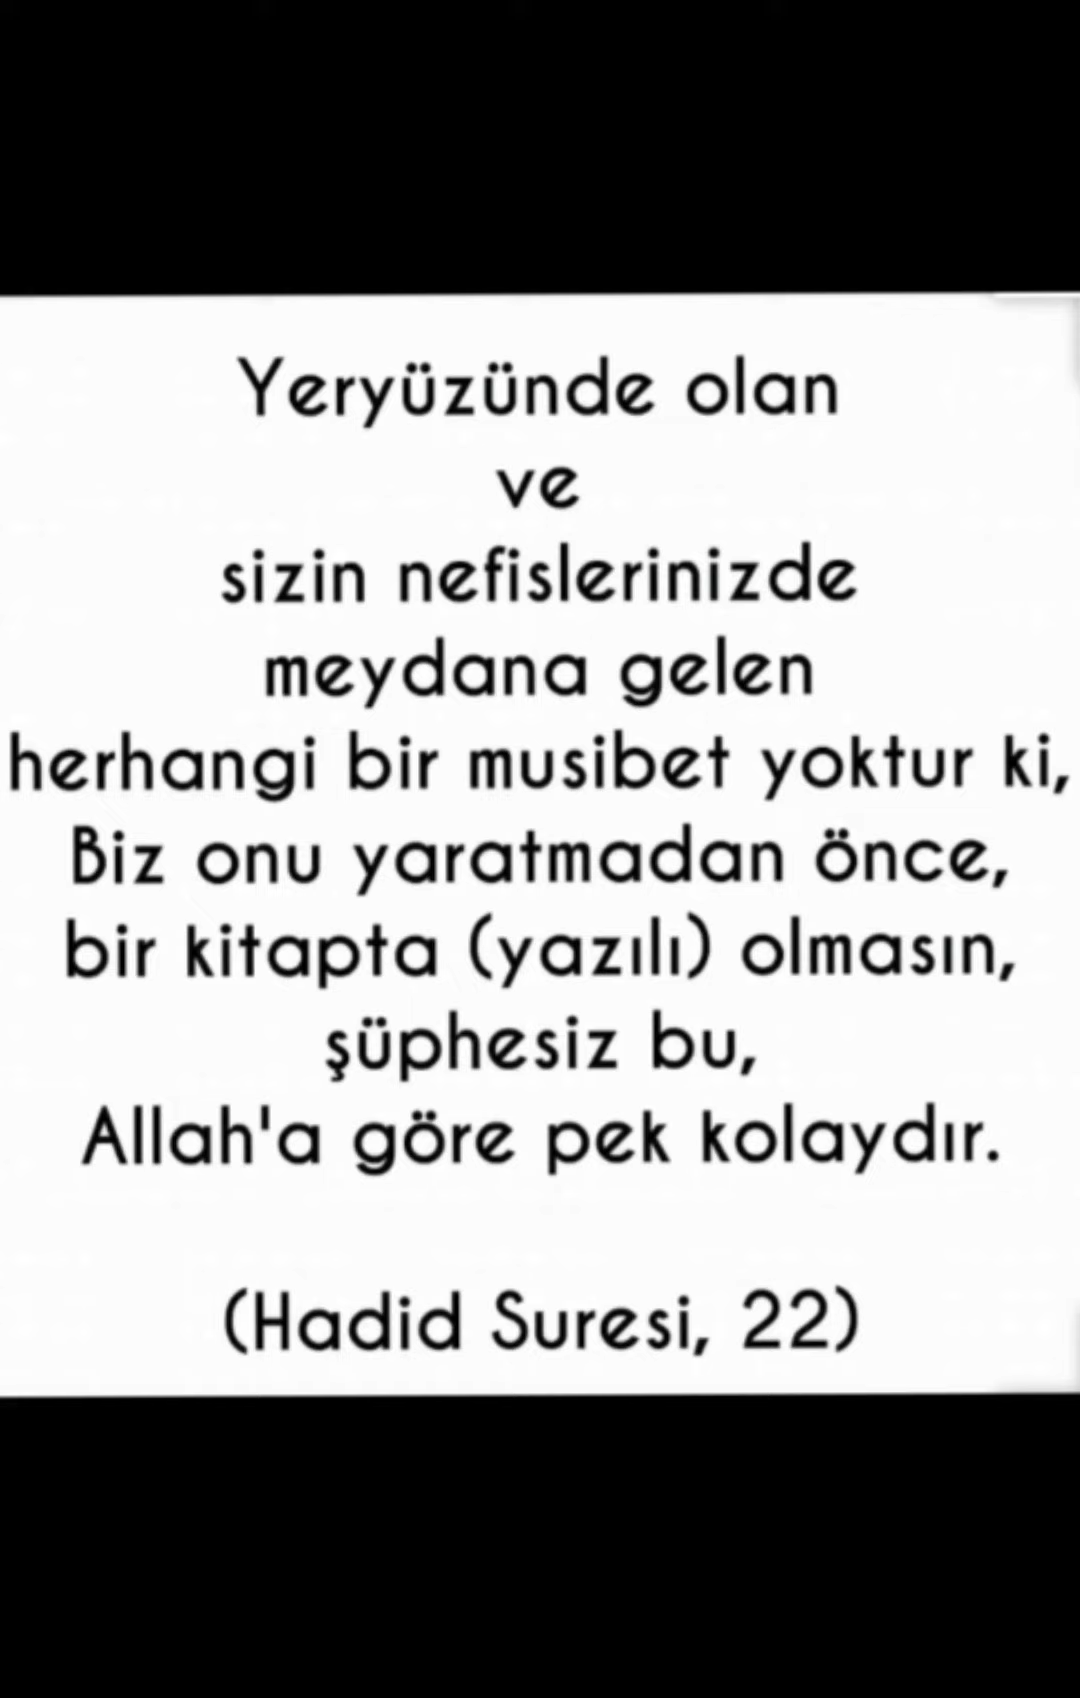 Yeryüzünde olan
ve
sizin nefislerinizde
meydana gelen
herhangi bir musibet yoktur ki,
Biz onu yaratmadan önce,
bir kitapta (yazılı) olmasın,
şüphesiz bu,
Allah'a göre pek kolaydır.
(Hadid Suresi, 22)